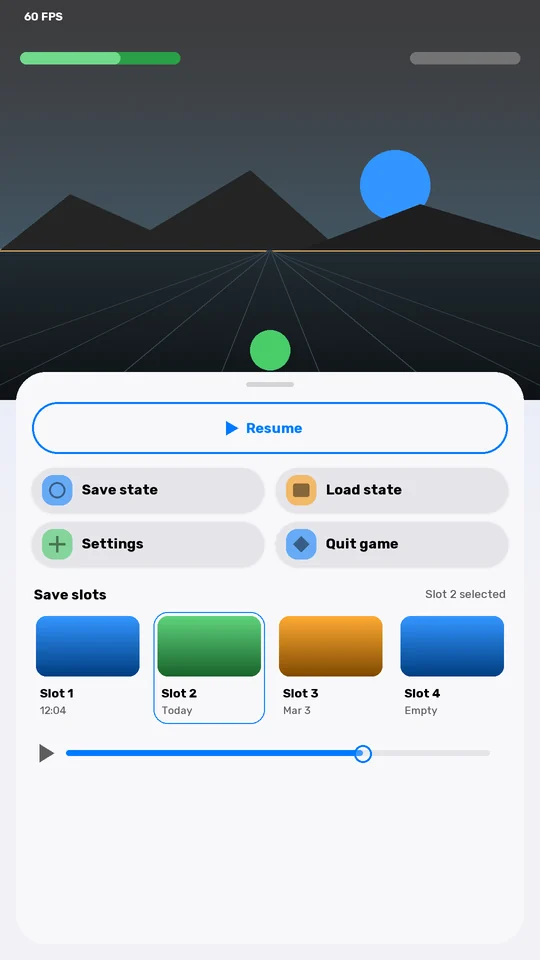 60 FPS
Resume
Save state
Load state
Settings
Quit game
Save slots
Slot 2 selected
Slot 1
12:04
Slot 2
Today
Slot 3
Mar 3
Slot 4
Empty